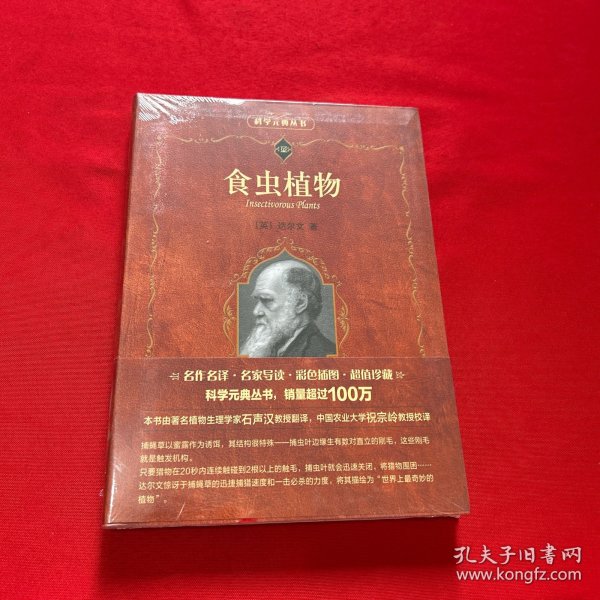 科学元典丛书
食虫植物
Insectivorous Plants
〔英〕达尔文 著
名作名译·名家导读·彩色插图·超值珍藏
科学元典丛书，销量超过100万
本书由著名植物生理学家石声汉教授翻译，中国农业大学祝宗岭教授校译
捕蝇草以蜜露作为诱饵，其结构很特殊——捕虫叶边缘生有数对直立的刚毛，这些刚毛
就是触发机构。
只要猎物在20秒内连续触碰到2根以上的触毛，捕虫叶就会迅速关闭，将猎物围困……
达尔文惊讶于捕蝇草的迅捷捕猎速度和一击必杀的力度，将其描绘为“世界上最奇妙的
植物”。
孔夫子旧书网
www.kongfz.com